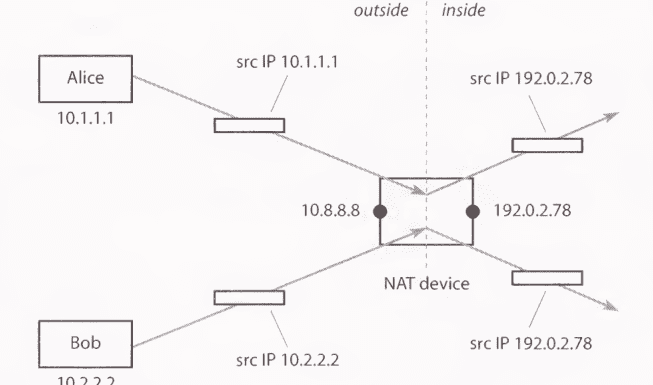 outside inside
src IP 10.1.1.1
src IP 192.0.2.78
Alice
10.1.1.1
10.8.8.8
192.0.2.78
NAT device
Bob
10.2.2.2
src IP 10.2.2.2
src IP 192.0.2.78